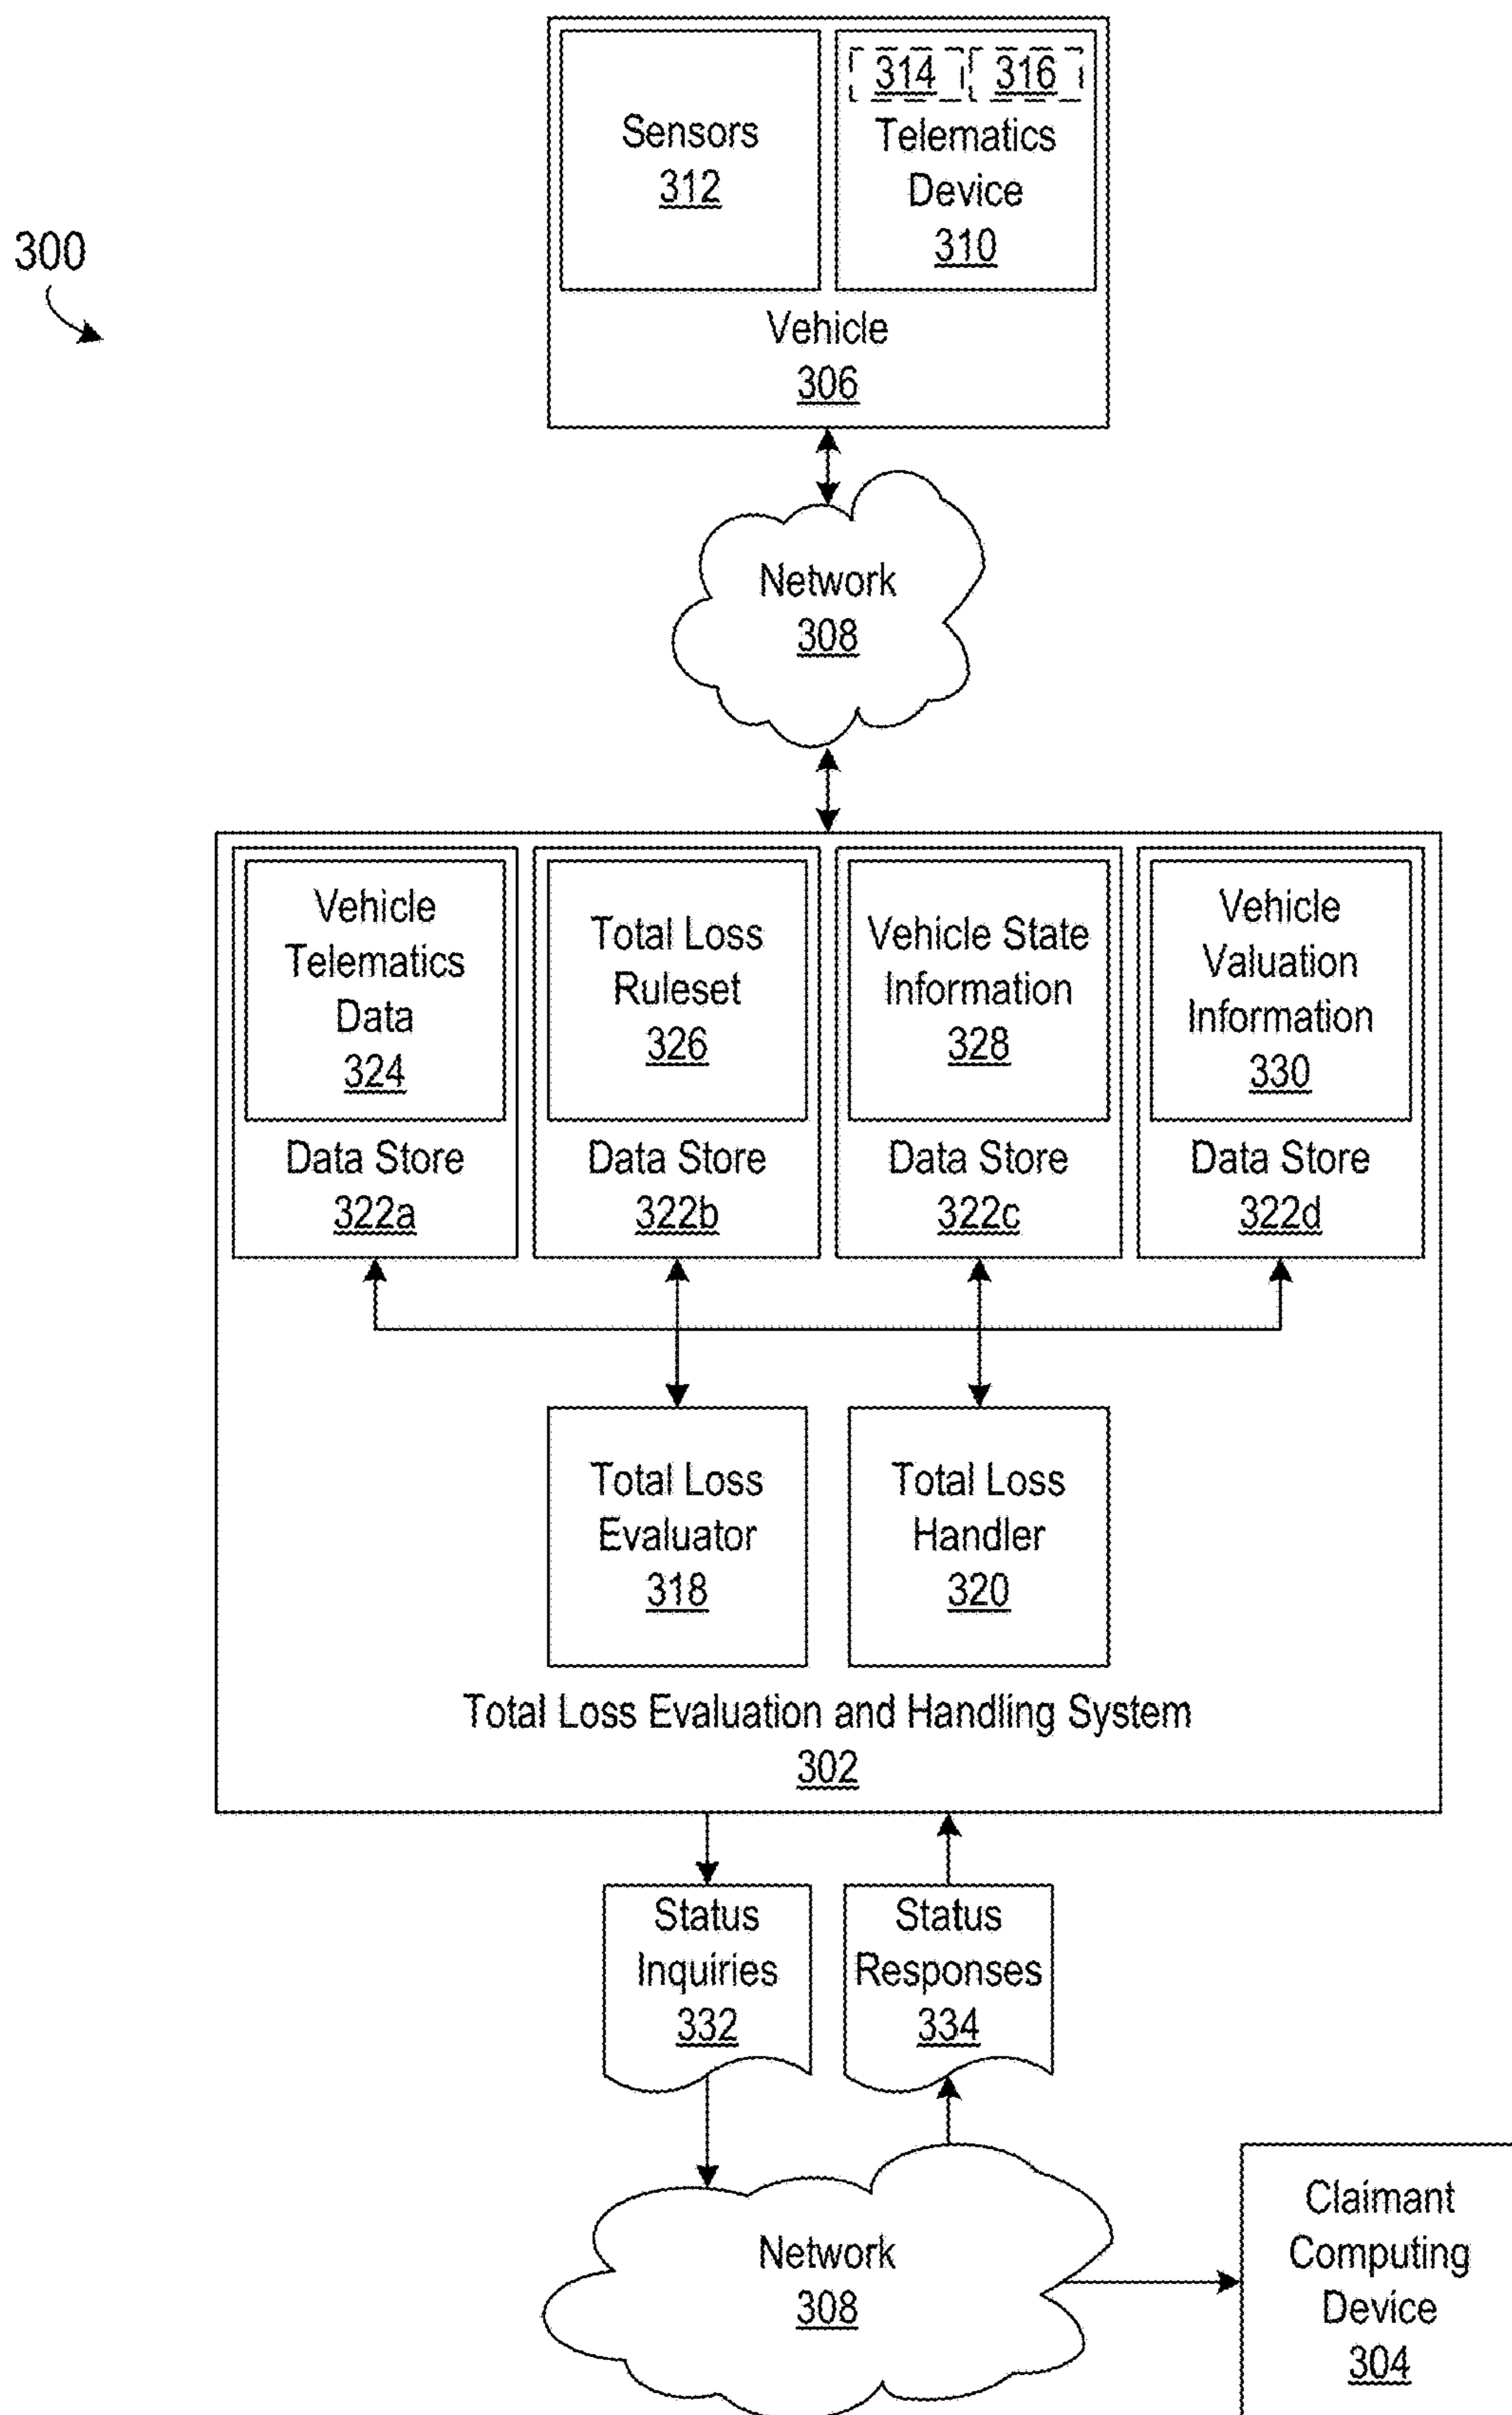 300
Sensors
312
314
316
Telematics
Device
310
Vehicle
306
Network
308
Vehicle
Telematics
Data
324
Data Store
322a
Total Loss
Ruleset
326
Data Store
322b
Vehicle State
Information
328
Data Store
322c
Vehicle
Valuation
Information
330
Data Store
322d
Total Loss
Evaluator
318
Total Loss
Handler
320
Total Loss Evaluation and Handling System
302
Status
Inquiries
332
Status
Responses
334
Network
308
Claimant
Computing
Device
304